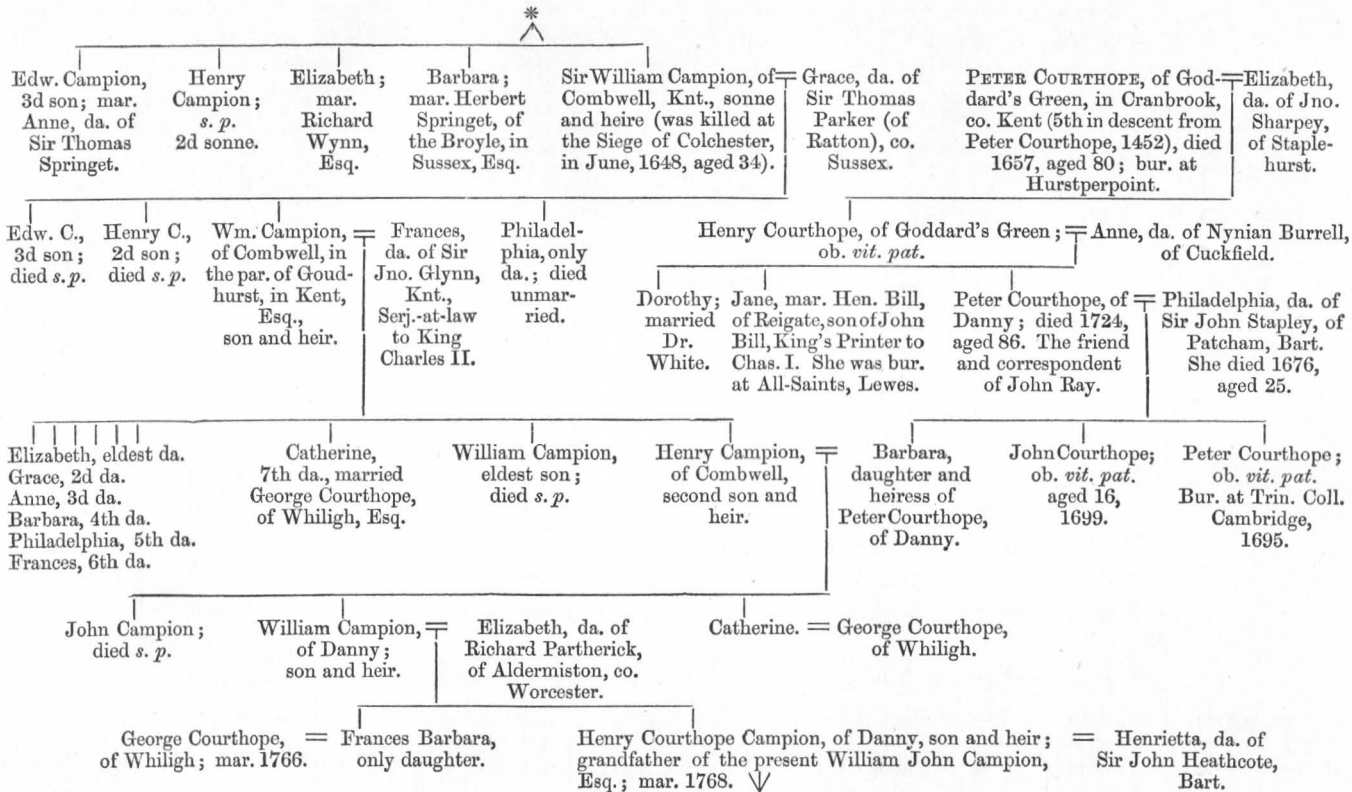 *
Edw. Campion,
3d son; mar.
Anne, da. of
Sir Thomas
Springet.
Henry
Campion;
s. p.
2d sonne.
Elizabeth;
mar.
Richard
Wynn,
Esq.
Barbara;
mar. Herbert
Springet, of
the Broyle, in
Sussex, Esq.
Sir William Campion, of
Combwell, Knt., sonne
and heire (was killed at
the Siege of Colchester,
in June, 1648, aged 34).
=
Grace, da. of
Sir Thomas
Parker (of
Ratton), co.
Sussex.
PETER COURTHOPE, of God-
dard's Green, in Cranbrook,
co. Kent (5th in descent from
Peter Courthope, 1452), died
1657, aged 80; bur. at
Hurstperpoint.
=
Elizabeth,
da. of Jno.
Sharpey,
of Staple-
hurst.
Edw. C.,
3d son;
died s. p.
Henry C.,
2d son;
died s. p.
Wm. Campion,
of Combwell, in
the par. of Goud-
hurst, in Kent,
Esq.,
son and heir.
=
Frances,
da. of Sir
Jno. Glynn,
Knt.,
Serj.-at-law
to King
Charles II.
Philadel-
phia, only
da.; died
unmar-
ried.
Henry Courthope, of Goddard's Green;
ob. vit. pat.
=
Anne, da. of Nynian Burrell,
of Cuckfield.
Dorothy;
married
Dr.
White.
Jane, mar. Hen. Bill,
of Reigate, son of John
Bill, King's Printer to
Chas. I. She was bur.
at All-Saints, Lewes.
Peter Courthope, of
Danny; died 1724,
aged 86. The friend
and correspondent
of John Ray.
=
Philadelphia, da. of
Sir John Stapley, of
Patcham, Bart.
She died 1676,
aged 25.
Elizabeth, eldest da.
Grace, 2d da.
Anne, 3d da.
Barbara, 4th da.
Philadelphia, 5th da.
Frances, 6th da.
Catherine,
7th da., married
George Courthope,
of Whiligh, Esq.
William Campion,
eldest son;
died s. p.
Henry Campion,
of Combwell,
second son and
heir.
=
Barbara,
daughter and
heiress of
Peter Courthope,
of Danny.
John Courthope;
ob. vit. pat.
aged 16,
1699.
Peter Courthope;
ob. vit. pat.
Bur. at Trin. Coll.
Cambridge,
1695.
John Campion;
died s. p.
William Campion,
of Danny;
son and heir.
=
Elizabeth, da. of
Richard Partherick,
of Aldermiston, co.
Worcester.
Catherine. = George Courthope,
of Whiligh.
George Courthope,
of Whiligh; mar. 1766.
=
Frances Barbara,
only daughter.
Henry Courthope Campion, of Danny, son and heir;
grandfather of the present William John Campion,
Esq.; mar. 1768.
=
Henrietta, da. of
Sir John Heathcote,
Bart.